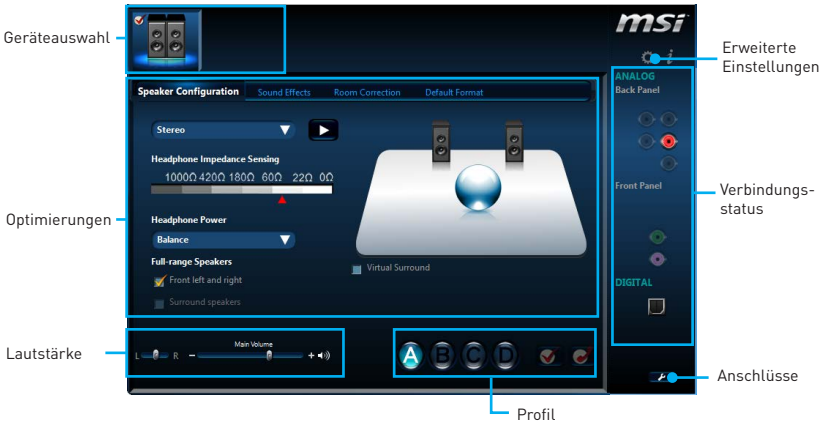 Geräteauswahl
msi
Erweiterte
Einstellungen
i
ANALOG
Back Panel
Speaker Configuration
Sound Effects
Room Correction
Default Format
Stereo
Headphone Impedance Sensing
1000Ω 420Ω 180Ω 60Ω 22Ω 0Ω
Headphone Power
Balance
Full-range Speakers
Front left and right
Surround speakers
Virtual Surround
Front Panel
DIGITAL
Optimierungen
Verbindungs-
status
Lautstärke
Main Volume
L R - +
A B C D
Anschlüsse
Profil